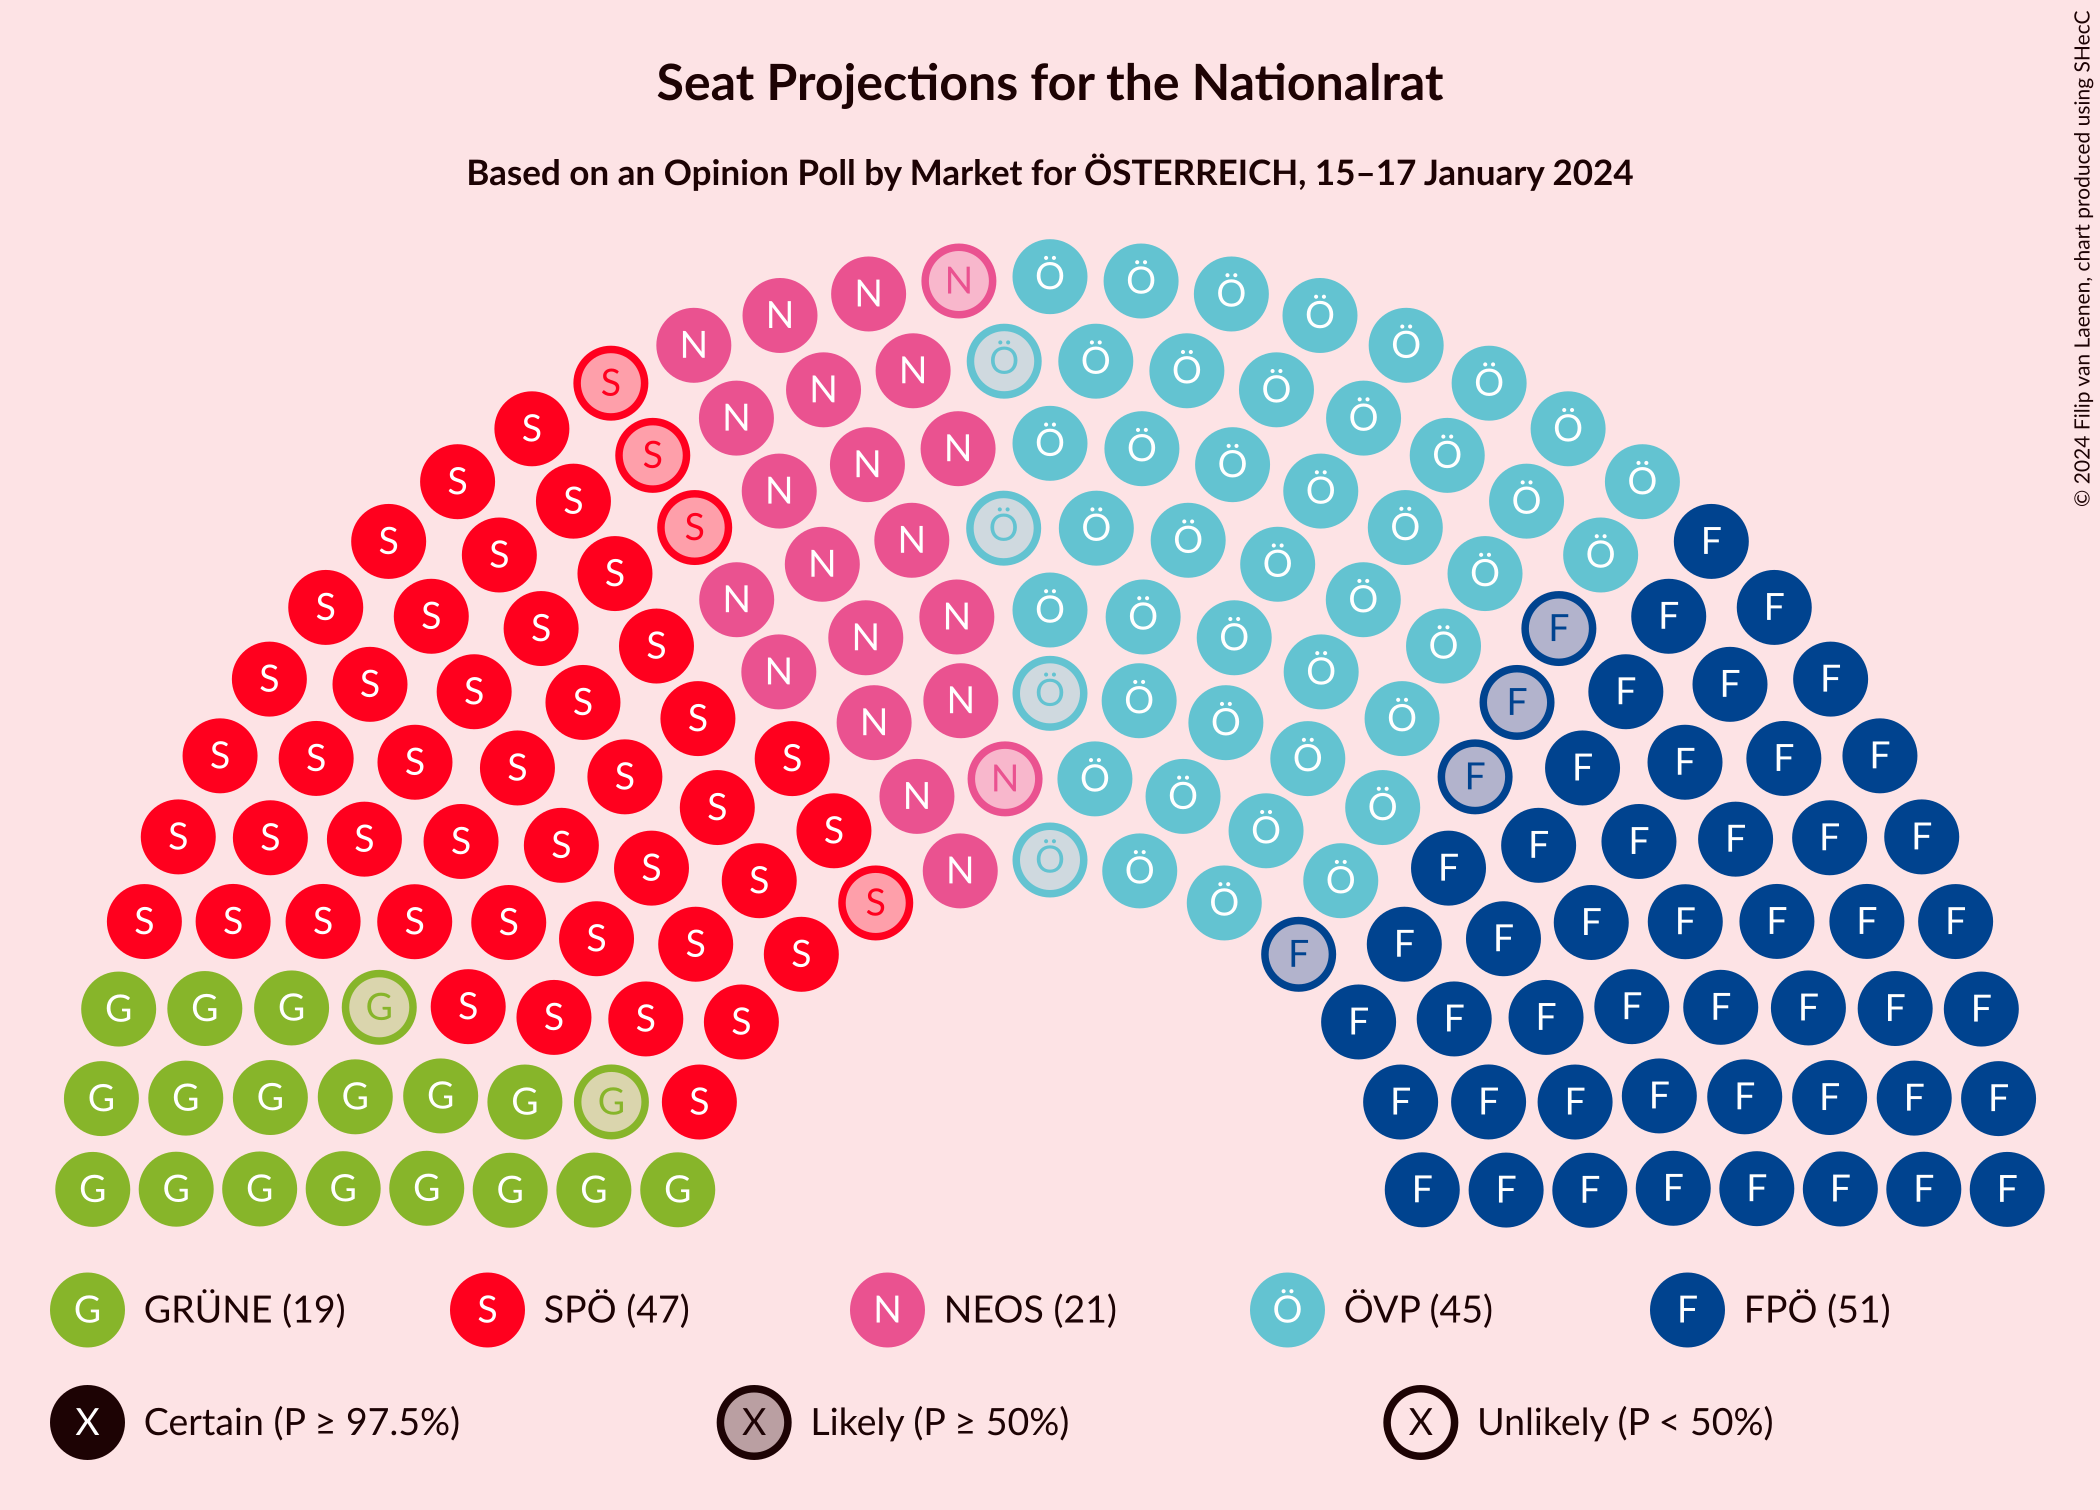 Seat Projections for the Nationalrat
Based on an Opinion Poll by Market for ÖSTERREICH, 15–17 January 2024
© 2024 Filip van Laenen, chart produced using SHecC
G GRÜNE (19) S SPÖ (47) N NEOS (21) Ö ÖVP (45) F FPÖ (51)
X Certain (P ≥ 97.5%) X Likely (P ≥ 50%) X Unlikely (P < 50%)